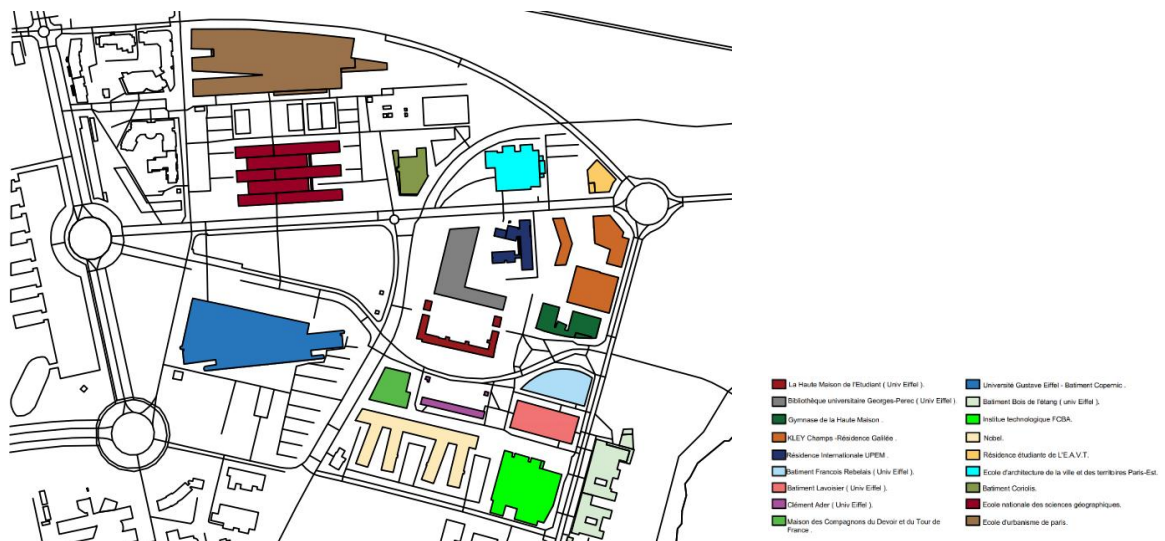 La Haute Maison de l'Etudiant ( Univ Eiffel ).
Bibliothèque universitaire Georges-Perec ( Univ Eiffel ).
Gymnase de la Haute Maison .
KLEY Champs -Résidence Galilée .
Résidence Internationale UPEM .
Batiment Francois Rebelais ( Univ Eiffel ).
Batiment Lavoisier ( Univ Eiffel ).
Clément Ader ( Univ Eiffel ).
Maison des Compagnons du Devoir et du Tour de
France .
Université Gustave Eiffel - Batiment Copernic .
Batiment Bois de l'étang ( univ Eiffel ).
Institue technologique FCBA.
Nobel.
Résidence étudiante de L'E.A.V.T.
Ecole d'architecture de la ville et des territoires Paris-Est.
Batiment Coriolis.
Ecole nationale des sciences géographiques.
Ecole d'urbanisme de paris.